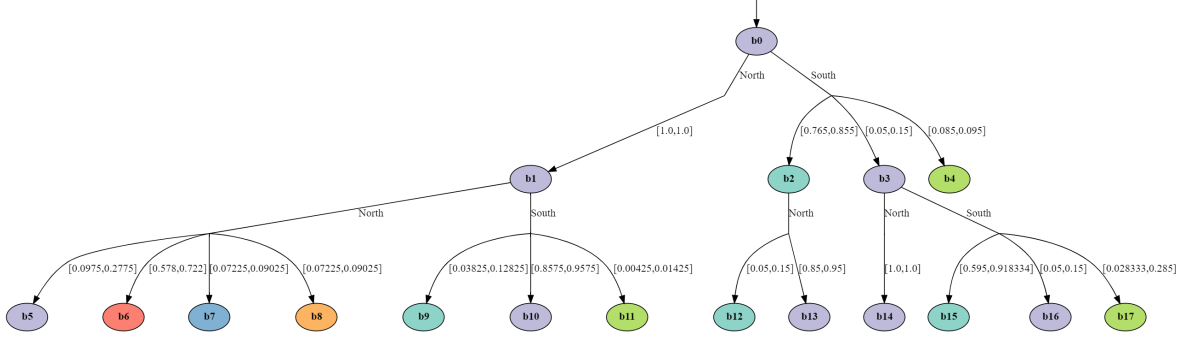 b0
North
South
[1.0,1.0]
[0.765,0.855]
[0.05,0.15]
[0.085,0.095]
b1
b2
b3
b4
North
South
North
North
South
[0.0975,0.2775]
[0.578,0.722]
[0.07225,0.09025]
[0.07225,0.09025]
[0.03825,0.12825]
[0.8575,0.9575]
[0.00425,0.01425]
[0.05,0.15]
[0.85,0.95]
[1.0,1.0]
[0.595,0.918334]
[0.05,0.15]
[0.028333,0.285]
b5
b6
b7
b8
b9
b10
b11
b12
b13
b14
b15
b16
b17